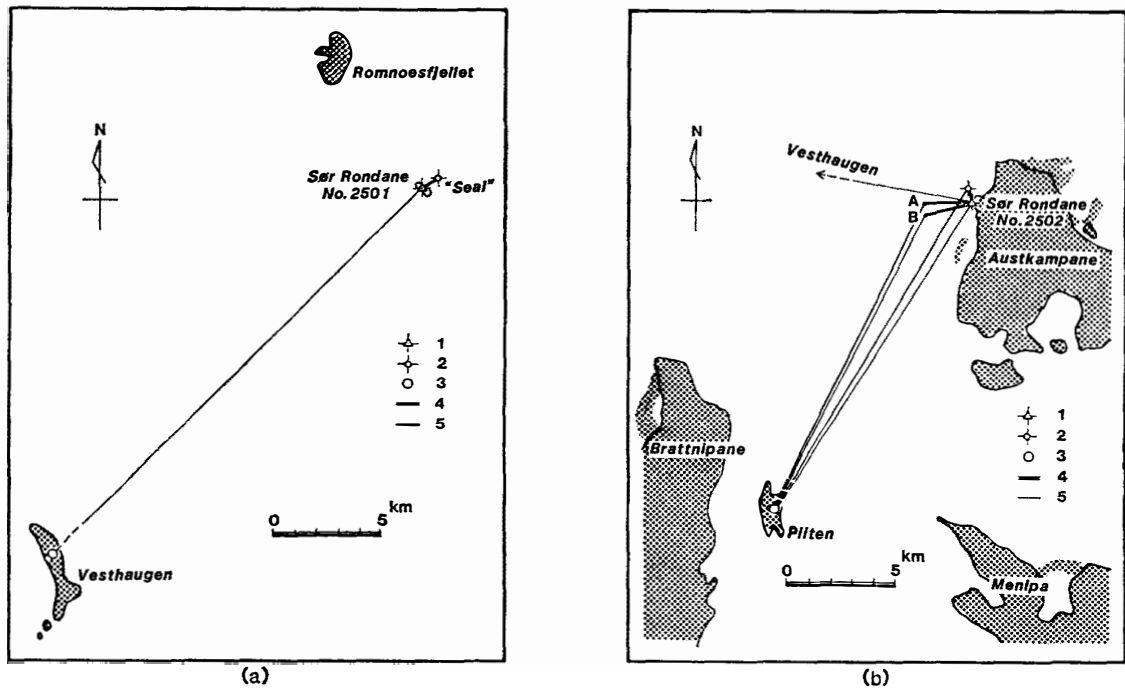 Romnoesfjellet
N
Sør Rondane
No. 2501
"Seal"
1
2
3
4
5
0 5 km
Vesthaugen
(a)
N
Vesthaugen
A
B
Sør Rondane
No. 2502
Austkampane
1
2
3
4
5
Brattnipane
Pilten
0 5 km
Menipa
(b)